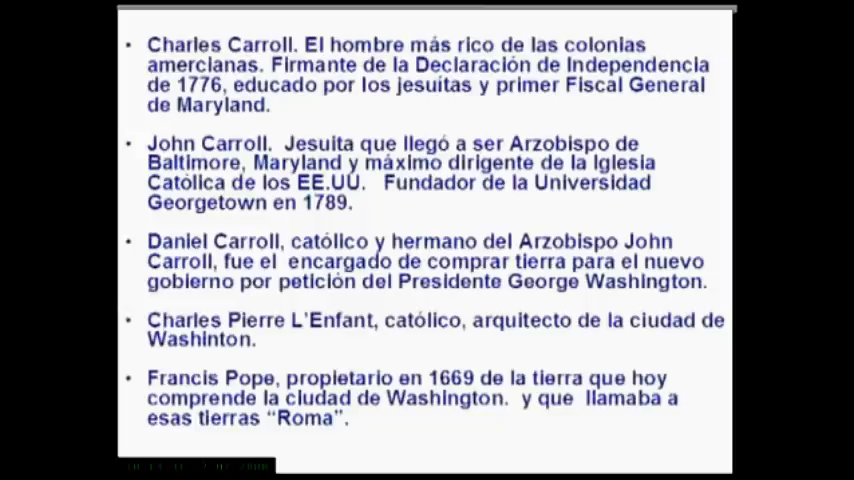 • Charles Carroll. El hombre más rico de las colonias
amercianas. Firmante de la Declaración de Independencia
de 1776, educado por los jesuítas y primer Fiscal General
de Maryland.
• John Carroll.  Jesuita que llegó a ser Arzobispo de
Baltimore, Maryland y máximo dirigente de la Iglesia
Católica de los EE.UU.   Fundador de la Universidad
Georgetown en 1789.
• Daniel Carroll, católico y hermano del Arzobispo John
Carroll, fue el  encargado de comprar tierra para el nuevo
gobierno por petición del Presidente George Washington.
• Charles Pierre L'Enfant, católico, arquitecto de la ciudad de
Washinton.
• Francis Pope, propietario en 1669 de la tierra que hoy
comprende la ciudad de Washington.  y que  llamaba a
esas tierras “Roma”.